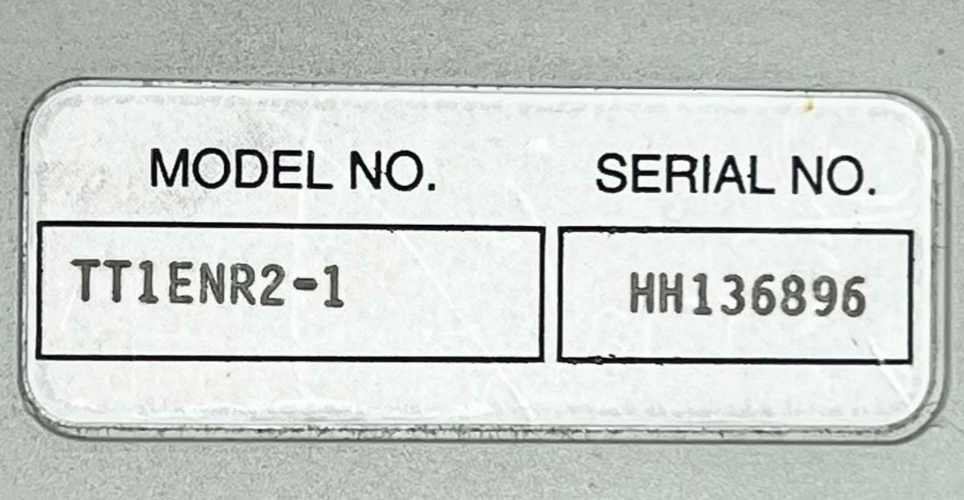 MODEL NO. SERIAL NO.
TT1ENR2-1 HH136896